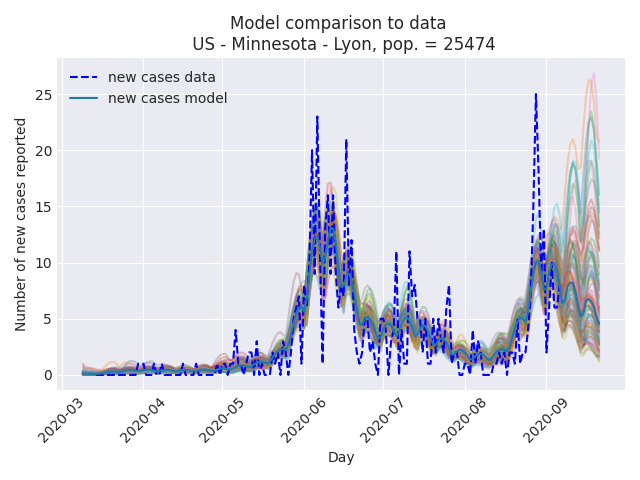 Model comparison to data
US - Minnesota - Lyon, pop. = 25474
new cases data
new cases model
Number of new cases reported
25
20
15
10
5
0
2020-03
2020-04
2020-05
2020-06
2020-07
2020-08
2020-09
Day